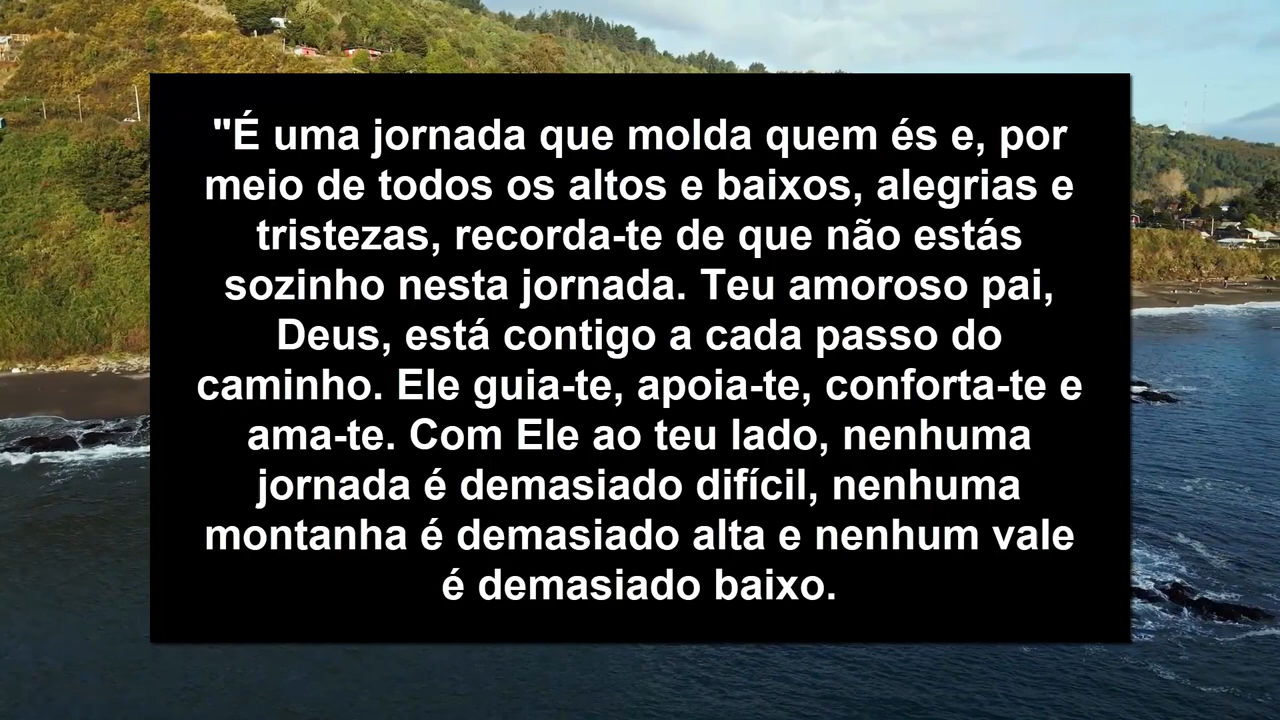 "É uma jornada que molda quem és e, por
meio de todos os altos e baixos, alegrias e
tristezas, recorda-te de que não estás
sozinho nesta jornada. Teu amoroso pai,
Deus, está contigo a cada passo do
caminho. Ele guia-te, apoia-te, conforta-te e
ama-te. Com Ele ao teu lado, nenhuma
jornada é demasiado difícil, nenhuma
montanha é demasiado alta e nenhum vale
é demasiado baixo.